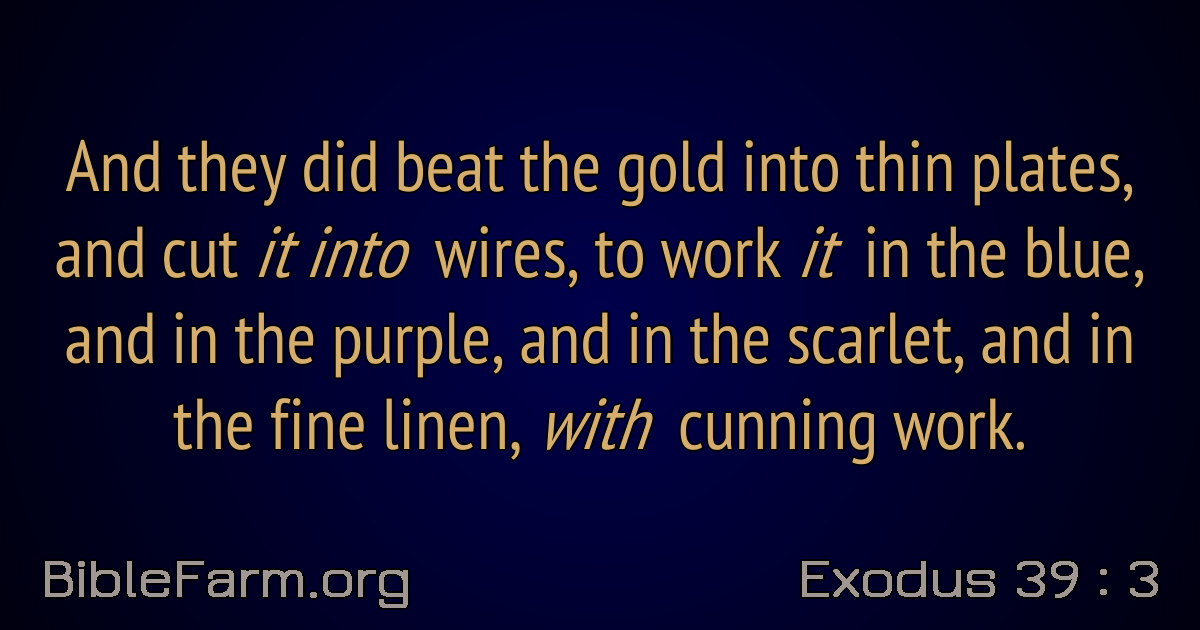 And they did beat the gold into thin plates,
and cut it into wires, to work it in the blue,
and in the purple, and in the scarlet, and in
the fine linen, with cunning work.
BibleFarm.org
Exodus 39 : 3